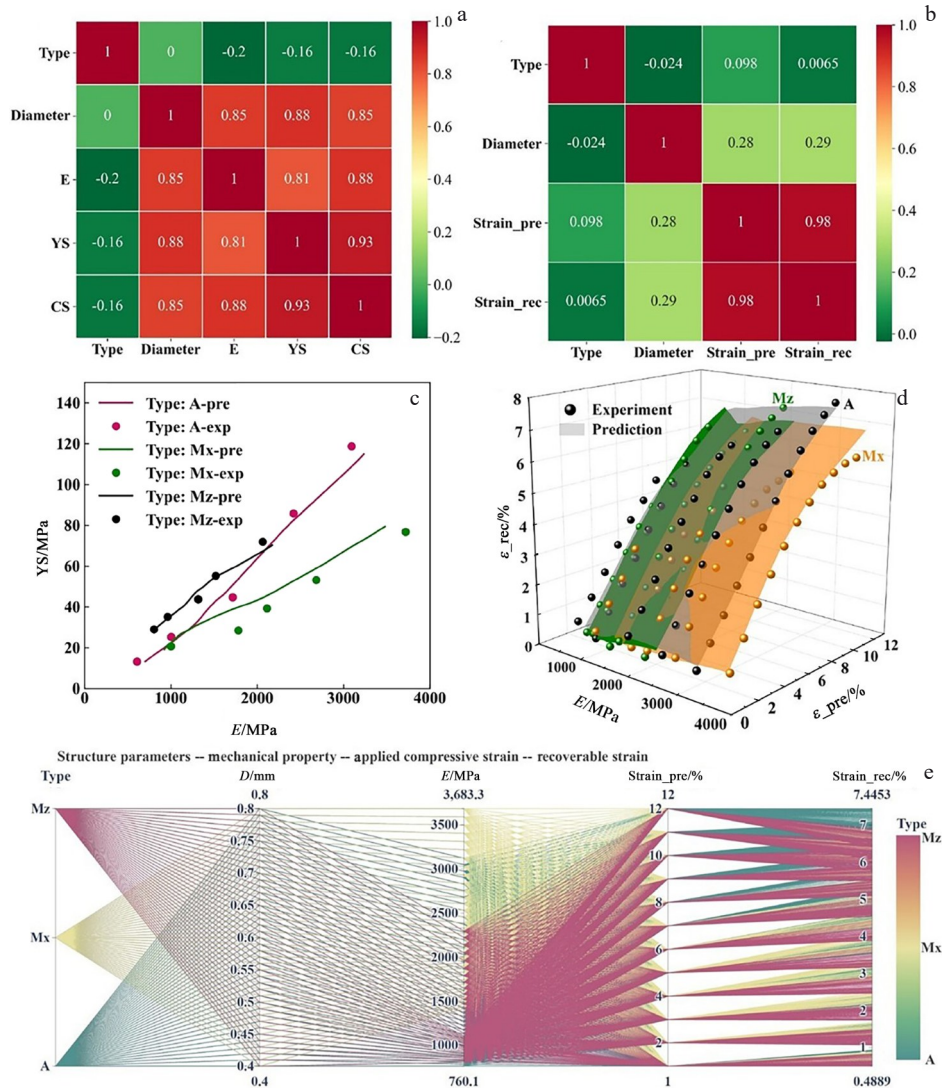 a
Type
1 0 -0.2 -0.16 -0.16
Diameter
0 1 0.85 0.88 0.85
E
-0.2 0.85 1 0.81 0.88
YS
-0.16 0.88 0.81 1 0.93
CS
-0.16 0.85 0.88 0.93 1
Type Diameter E YS CS
1.0
0.8
0.6
0.4
0.2
0.0
−0.2
b
Type
1 -0.024 0.098 0.0065
Diameter
-0.024 1 0.28 0.29
Strain_pre
0.098 0.28 1 0.98
Strain_rec
0.0065 0.29 0.98 1
Type Diameter Strain_pre Strain_rec
1.0
0.8
0.6
0.4
0.2
0.0
c
Type: A-pre
Type: A-exp
Type: Mx-pre
Type: Mx-exp
Type: Mz-pre
Type: Mz-exp
YS/MPa
140
120
100
80
60
40
20
0
0 1000 2000 3000 4000
E/MPa
d
Experiment
Prediction
Mz
A
Mx
ε_rec/%
8
7
6
5
4
3
2
1
0
1000 2000 3000 4000
E/MPa
0 2 4 6 8 10 12
ε_pre/%
e
Structure parameters -- mechanical property -- applied compressive strain -- recoverable strain
Type D/mm E/MPa Strain_pre/% Strain_rec/%
0.8 3,683.3 12 7.4453
Mz
Mx
A
0.8
0.75
0.7
0.65
0.6
0.55
0.5
0.45
0.4
0.4
3500
3000
2500
2000
1500
1000
760.1
12
10
8
6
4
2
1
7
6
5
4
3
2
1
0.4889
Type
Mz
Mx
A